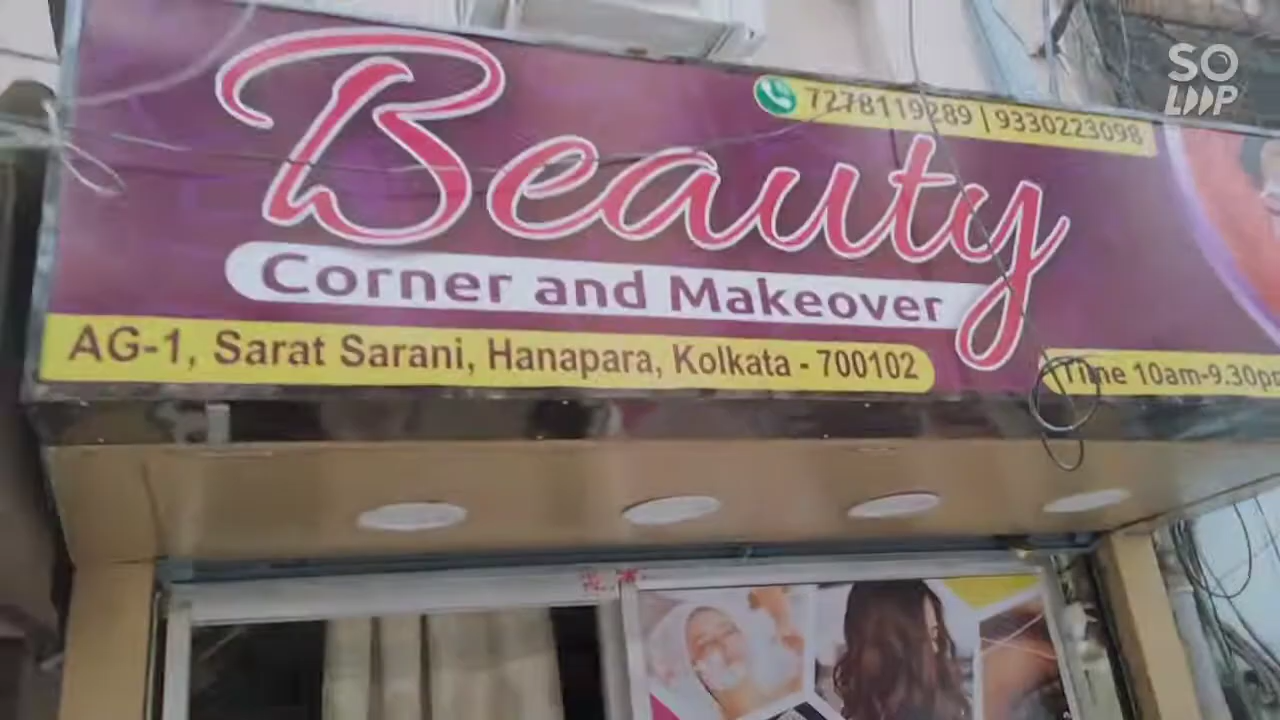 SO
LOOP
7278119289 | 9330223098
Beauty
Corner and Makeover
AG-1, Sarat Sarani, Hanapara, Kolkata - 700102
Time 10am-9.30pm